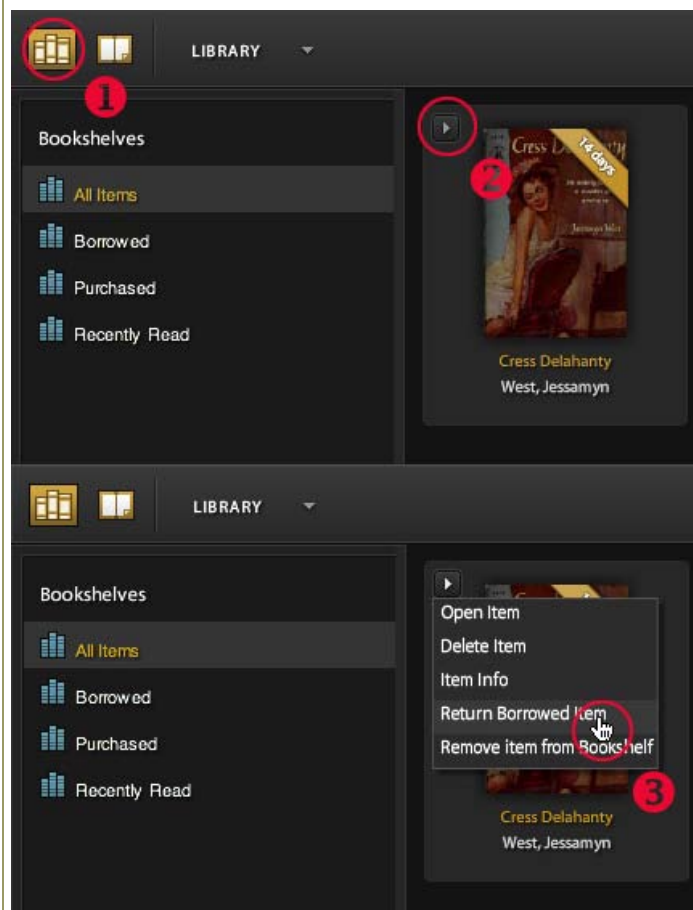 LIBRARY
1
Bookshelves
All Items
Borrowed
Purchased
Recently Read
2
Cress
14 days
Jessamyn West
Cress Delahanty
West, Jessamyn
LIBRARY
Bookshelves
All Items
Borrowed
Purchased
Recently Read
Open Item
Delete Item
Item Info
Return Borrowed Item
Remove item from Bookshelf
3
Cress Delahanty
West, Jessamyn